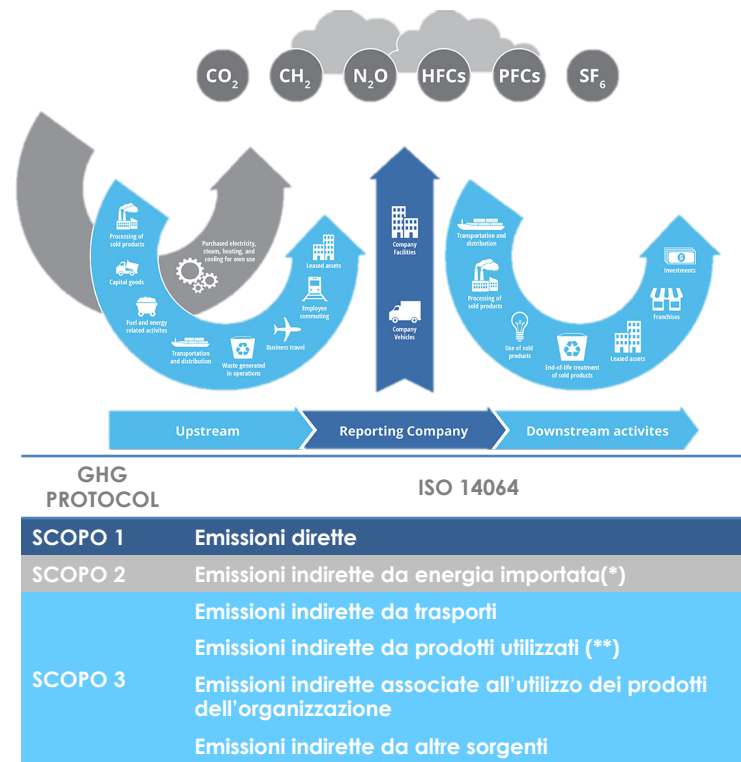 CO₂
CH₂
N₂O
HFCs
PFCs
SF₆
Processing of
sold products
Capital goods
Fuel and energy
related activites
Transportation
and distribution
Waste generated
in operations
Business travel
Employee
commuting
Leased assets
Purchased electricity,
steam, heating, and
cooling for own use
Company
Facilities
Company
Vehicles
Transportation and
distribution
Processing of
sold products
Use of sold
products
End-of-life treatment
of sold products
Leased assets
Franchises
Investments
Upstream
Reporting Company
Downstream activites
GHG
PROTOCOL
ISO 14064
SCOPO 1
Emissioni dirette
SCOPO 2
Emissioni indirette da energia importata(*)
SCOPO 3
Emissioni indirette da trasporti
Emissioni indirette da prodotti utilizzati (**)
Emissioni indirette associate all’utilizzo dei prodotti
dell’organizzazione
Emissioni indirette da altre sorgenti